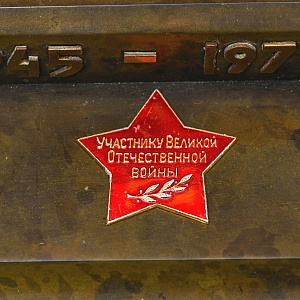 45 – 197
УЧАСТНИКУ ВЕЛИКОЙ
ОТЕЧЕСТВЕННОЙ
ВОЙНЫ